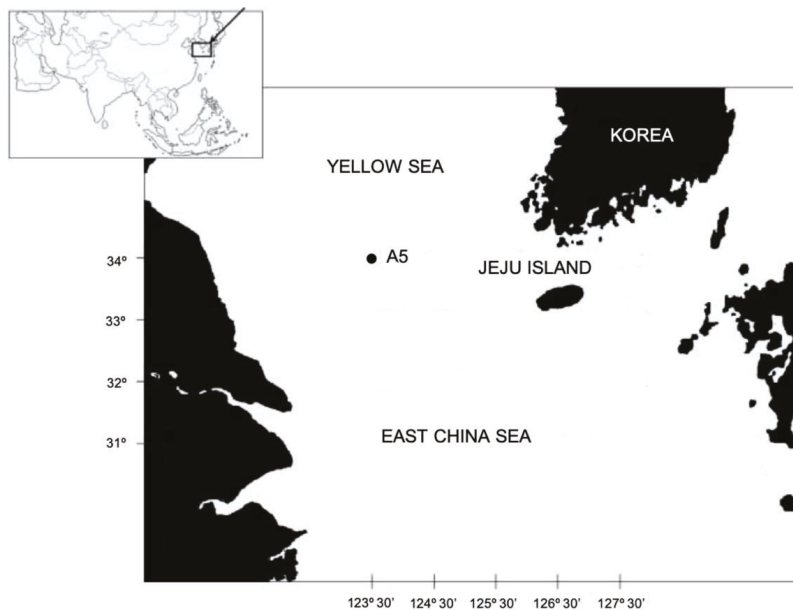 KOREA
YELLOW SEA
34°
A5
JEJU ISLAND
33°
32°
31°
EAST CHINA SEA
123° 30' 124° 30' 125° 30' 126° 30' 127° 30'